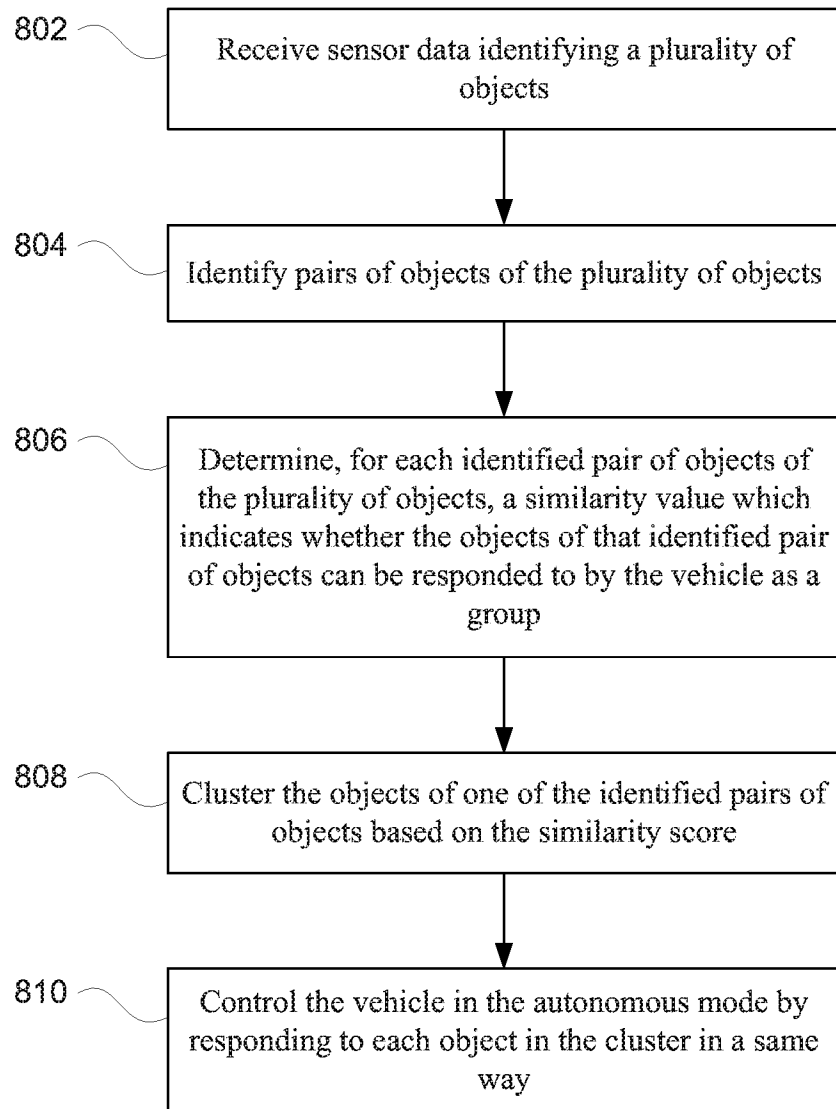 802
Receive sensor data identifying a plurality of
objects
804
Identify pairs of objects of the plurality of objects
806
Determine, for each identified pair of objects of
the plurality of objects, a similarity value which
indicates whether the objects of that identified pair
of objects can be responded to by the vehicle as a
group
808
Cluster the objects of one of the identified pairs of
objects based on the similarity score
810
Control the vehicle in the autonomous mode by
responding to each object in the cluster in a same
way